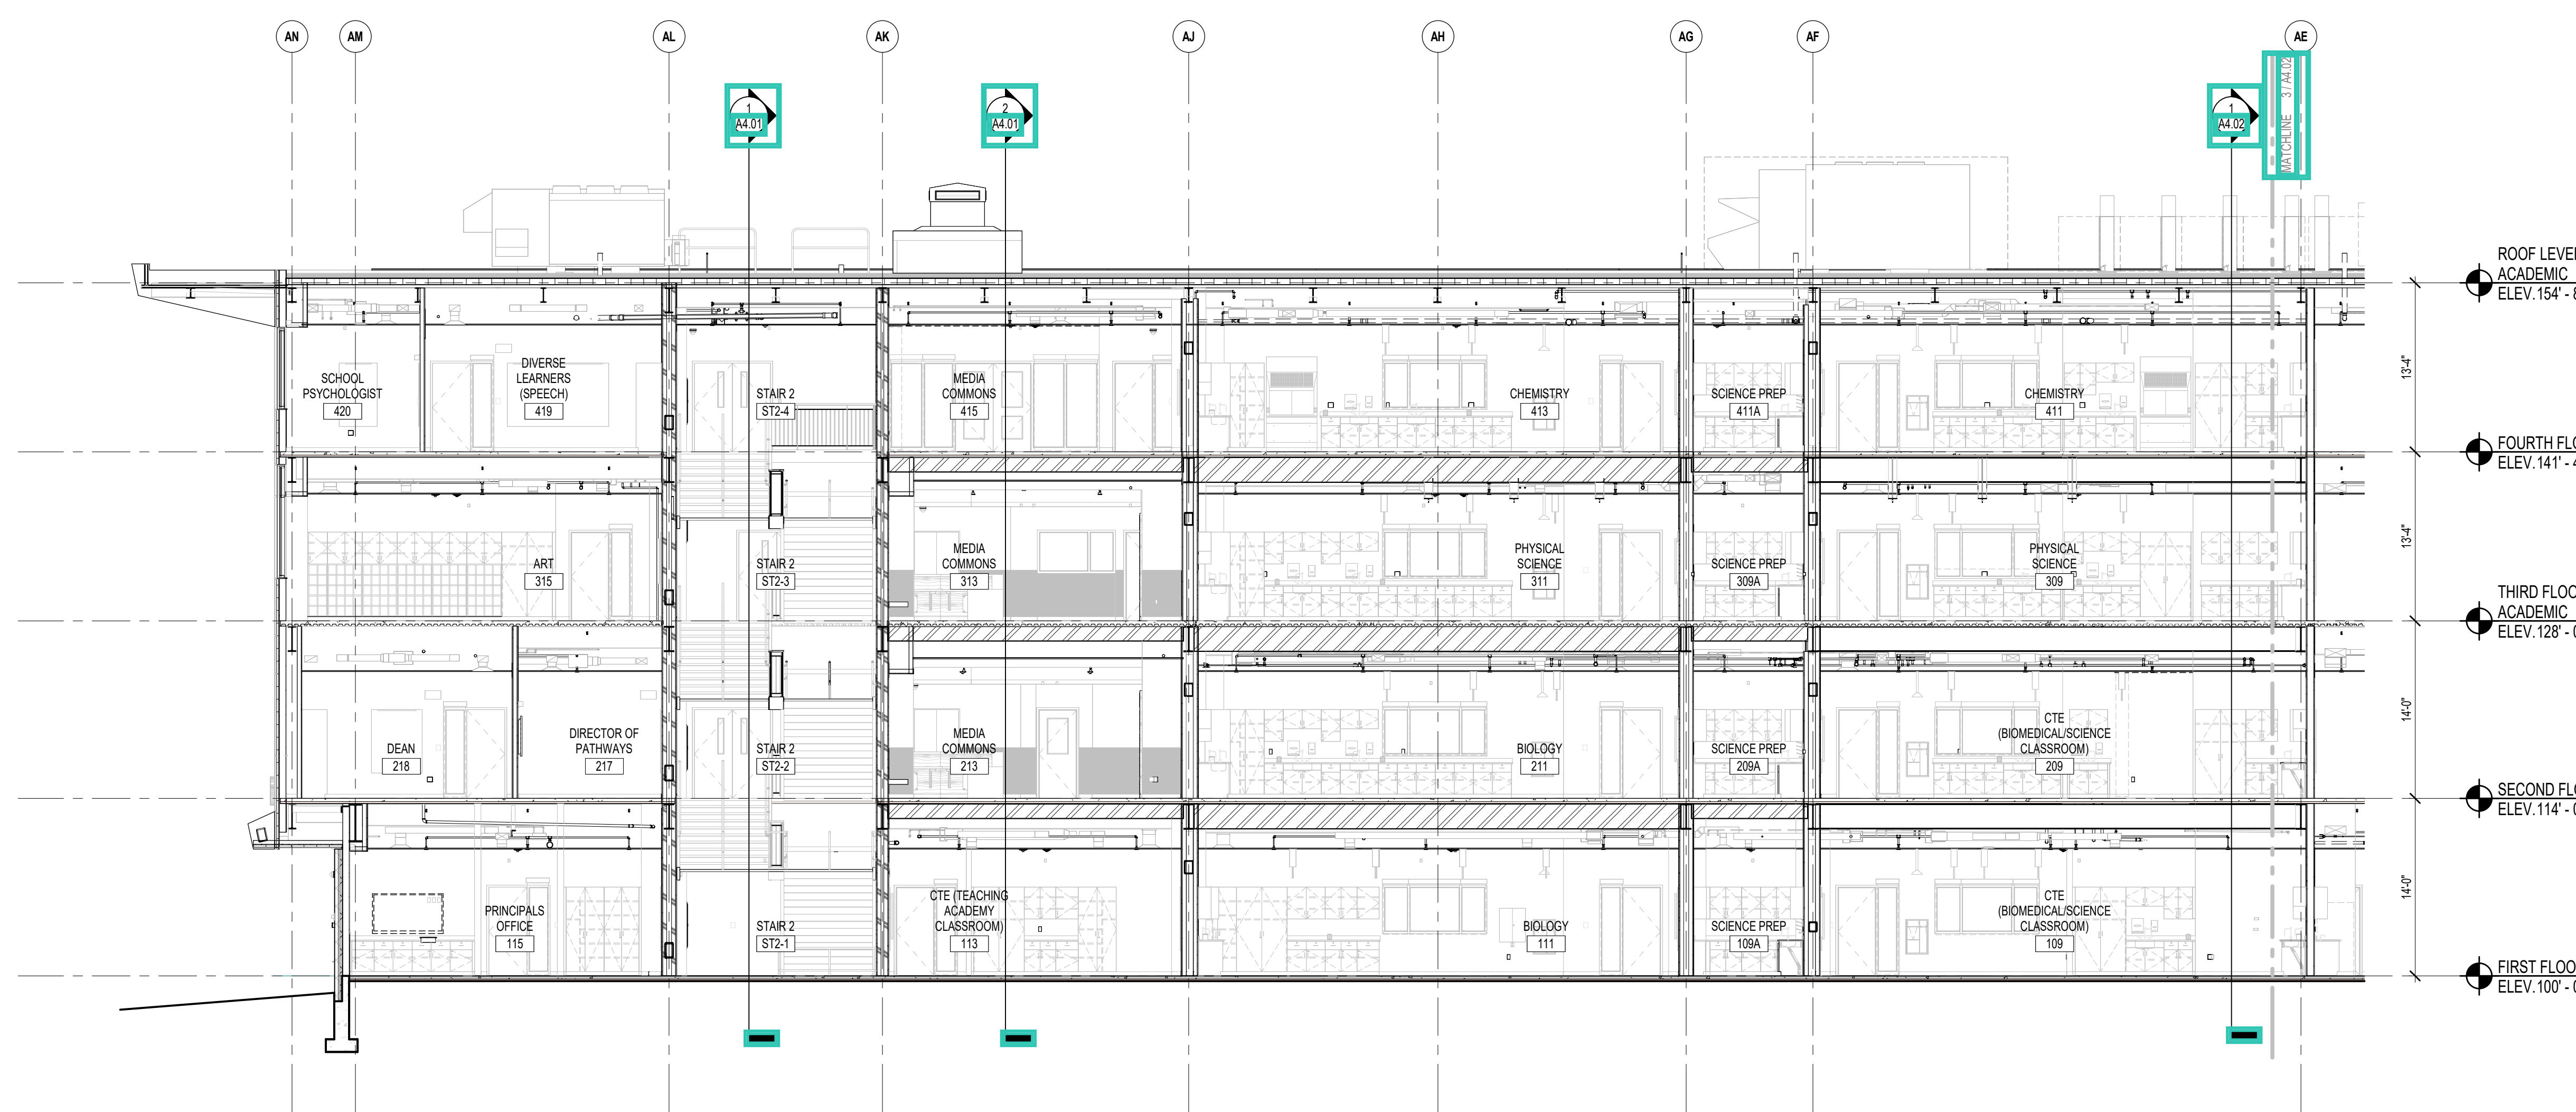 AN
AM
AL
AK
AJ
AH
AG
AF
AE
1
A4.01
2
A4.01
1
A4.02
MATCHLINE 3 / A4.02
ROOF LEVEL
ACADEMIC
ELEV.154' - 8
13'-4"
SCHOOL
PSYCHOLOGIST
420
DIVERSE
LEARNERS
(SPEECH)
419
STAIR 2
ST2-4
MEDIA
COMMONS
415
CHEMISTRY
413
SCIENCE PREP
411A
CHEMISTRY
411
FOURTH FLO
ELEV.141' - 4
13'-4"
ART
315
STAIR 2
ST2-3
MEDIA
COMMONS
313
PHYSICAL
SCIENCE
311
SCIENCE PREP
309A
PHYSICAL
SCIENCE
309
THIRD FLOO
ACADEMIC
ELEV.128' - 0
14'-0"
DEAN
218
DIRECTOR OF
PATHWAYS
217
STAIR 2
ST2-2
MEDIA
COMMONS
213
BIOLOGY
211
SCIENCE PREP
209A
CTE
(BIOMEDICAL/SCIENCE
CLASSROOM)
209
SECOND FLO
ELEV.114' - 0
14'-0"
PRINCIPALS
OFFICE
115
STAIR 2
ST2-1
CTE (TEACHING
ACADEMY
CLASSROOM)
113
BIOLOGY
111
SCIENCE PREP
109A
CTE
(BIOMEDICAL/SCIENCE
CLASSROOM)
109
FIRST FLOO
ELEV.100' - 0